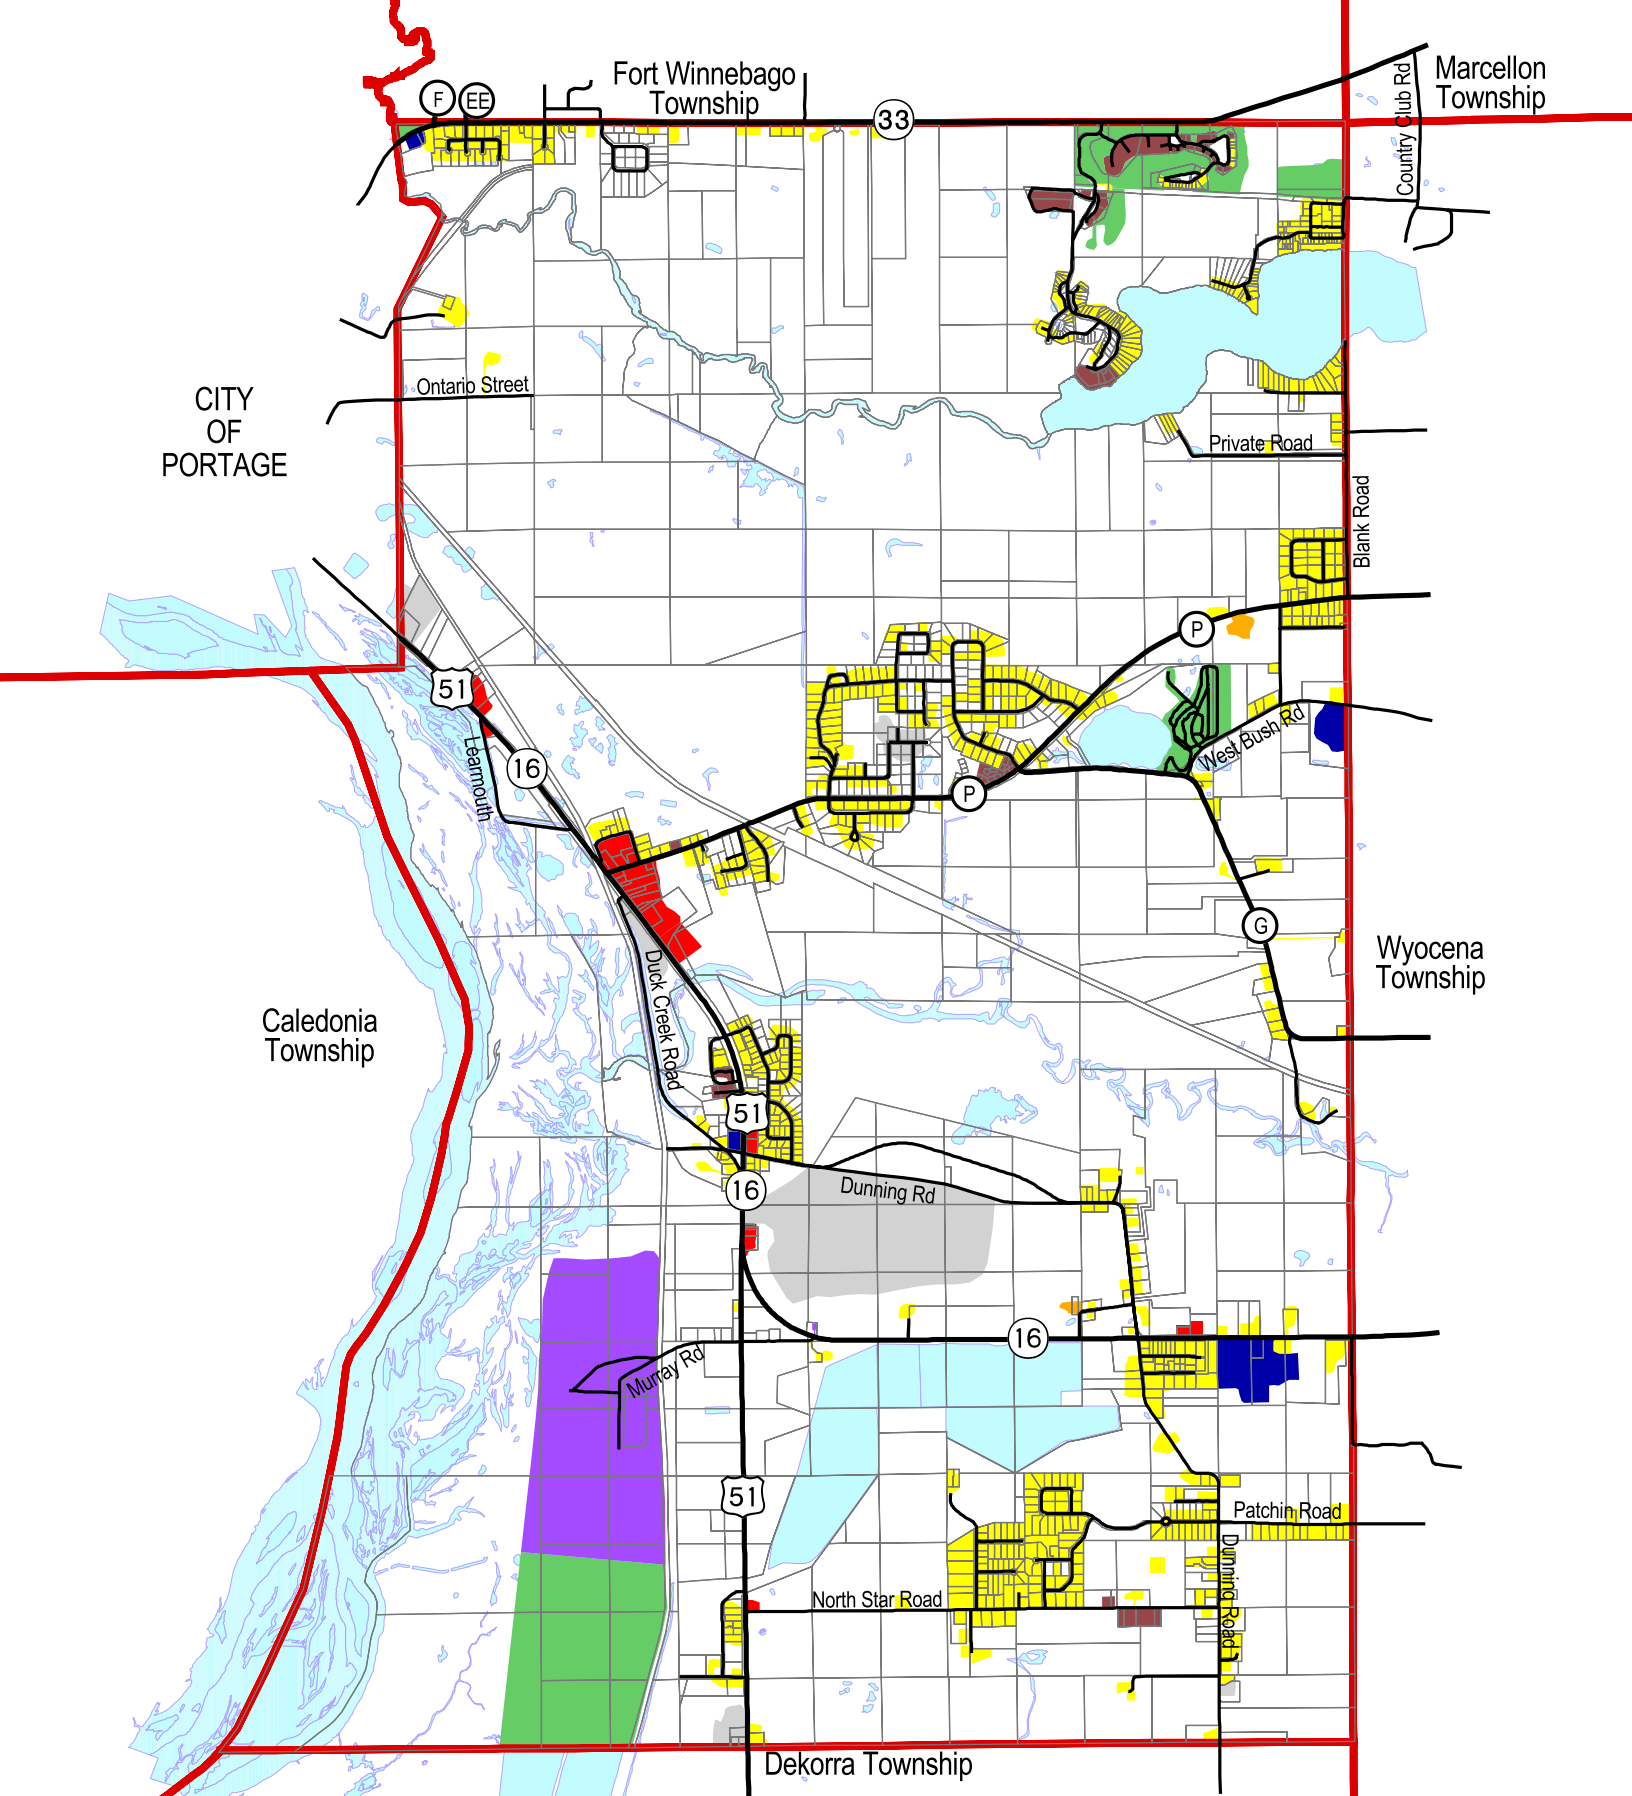 Fort Winnebago
Township
Marcellon
Township
F
EE
33
Country Club Rd
CITY
OF
PORTAGE
Ontario Street
Private Road
Blank Road
P
51
Learmouth
16
West Bush Rd
P
G
Wyocena
Township
Caledonia
Township
Duck Creek Road
51
16
Dunning Rd
16
Murray Rd
51
Patchin Road
Dunning Road
North Star Road
Dekorra Township